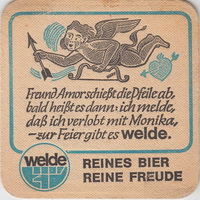 Freund Amor schießt die Pfeile ab,
bald heißt es dann: ich melde,
daß ich verlobt mit Monika,
– zur Feier gibt es welde.
welde
REINES BIER
REINE FREUDE